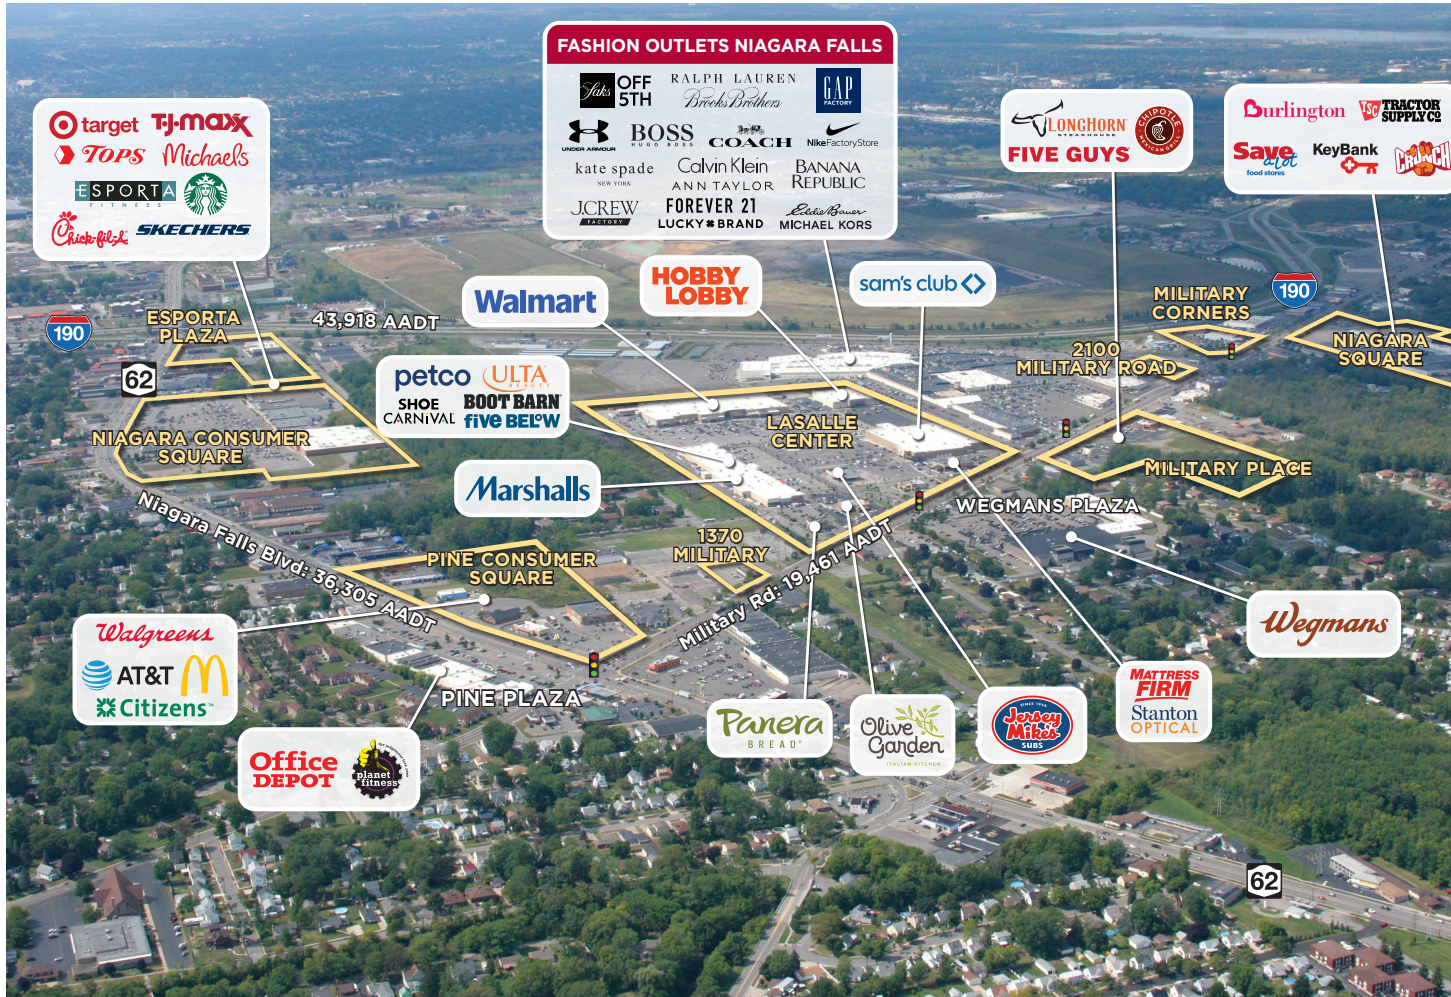 FASHION OUTLETS NIAGARA FALLS
Saks OFF 5TH
RALPH LAUREN
Brooks Brothers
GAP
FACTORY
UNDER ARMOUR
BOSS
HUGO BOSS
COACH
NikeFactoryStore
kate spade
NEW YORK
Calvin Klein
ANN TAYLOR
BANANA REPUBLIC
J.CREW
FACTORY
FOREVER 21
LUCKY BRAND
Eddie Bauer
MICHAEL KORS
target
T·J·maxx
TOPS
Michaels
ESPORTA
FITNESS
Chick-fil-A
SKECHERS
LONGHORN
STEAKHOUSE
CHIPOTLE
MEXICAN GRILL
FIVE GUYS
Burlington
TSC TRACTOR SUPPLY CO
Save a lot
food stores
KeyBank
CRUNCH
Walmart
HOBBY LOBBY
sam's club
190
ESPORTA PLAZA
43,918 AADT
62
MILITARY CORNERS
190
NIAGARA SQUARE
2100 MILITARY ROAD
petco
ULTA
BEAUTY
SHOE CARNIVAL
BOOT BARN
five BELOW
NIAGARA CONSUMER SQUARE
LASALLE CENTER
MILITARY PLACE
Marshalls
WEGMANS PLAZA
Niagara Falls Blvd: 36,305 AADT
PINE CONSUMER SQUARE
1370 MILITARY
Military Rd: 19,461 AADT
Walgreens
AT&T
Citizens
PINE PLAZA
Office DEPOT
planet fitness
Panera
BREAD
Olive Garden
ITALIAN KITCHEN
SINCE 1956
Jersey Mike's
SUBS
MATTRESS FIRM
Stanton OPTICAL
Wegmans
62